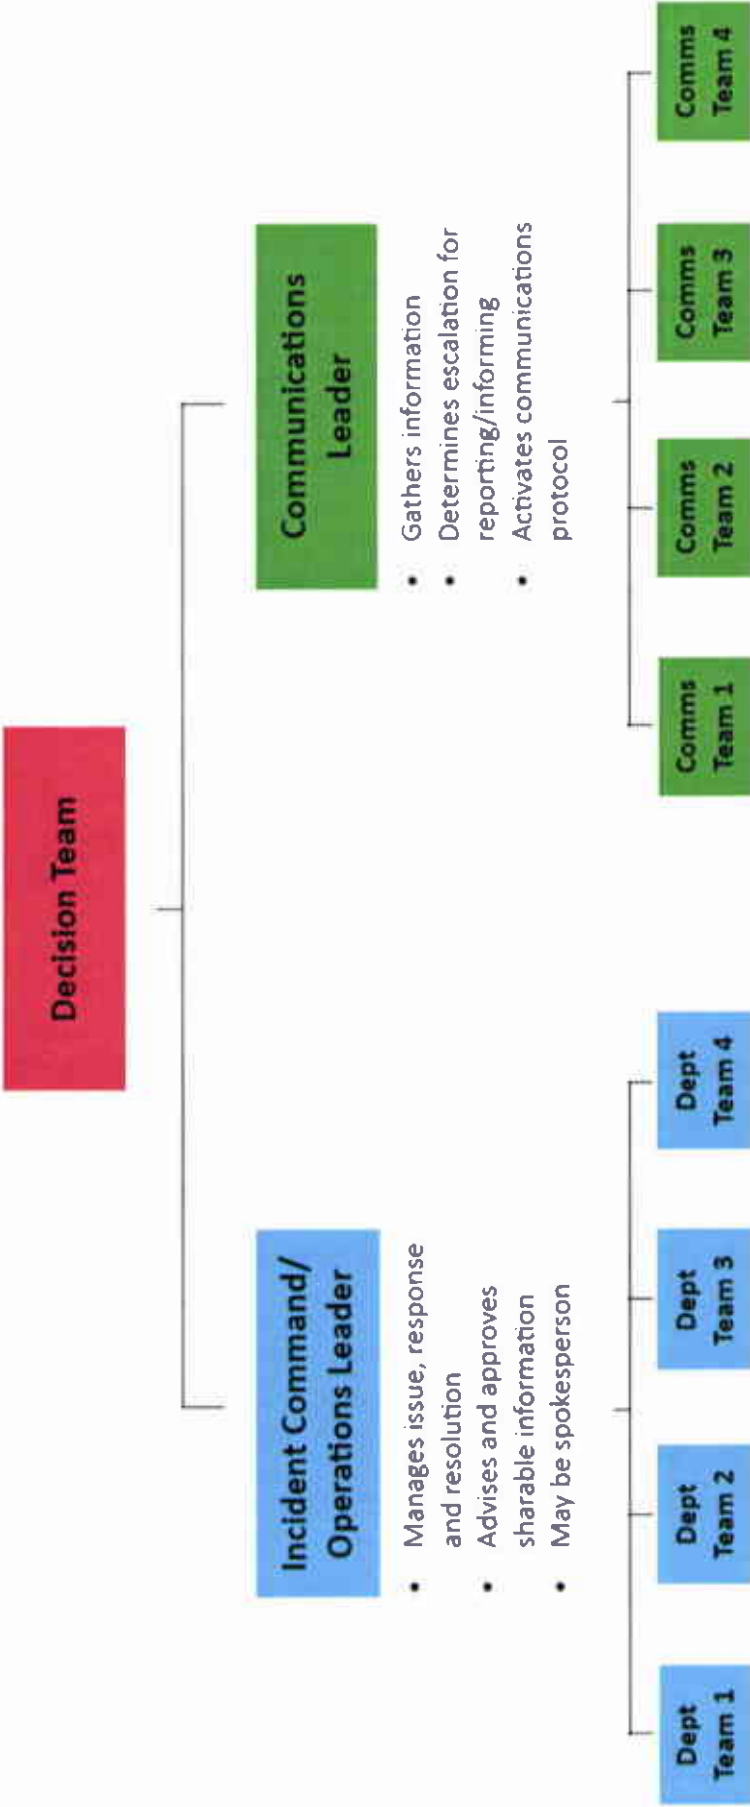 Decision Team
Incident Command/
Operations Leader
• Manages issue, response
and resolution
• Advises and approves
sharable information
• May be spokesperson
Communications
Leader
• Gathers information
• Determines escalation for
reporting/informing
• Activates communications
protocol
Dept
Team 1
Dept
Team 2
Dept
Team 3
Dept
Team 4
Comms
Team 1
Comms
Team 2
Comms
Team 3
Comms
Team 4